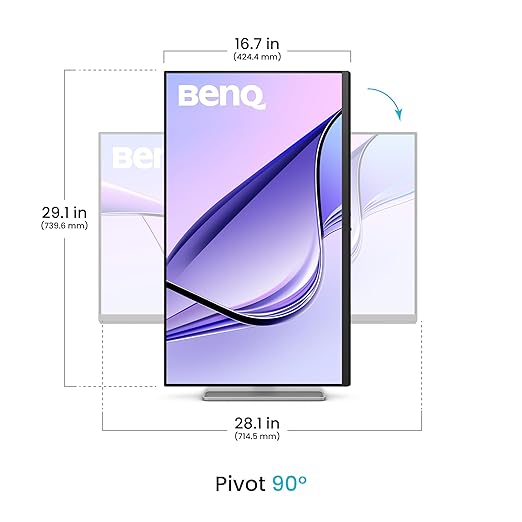 16.7 in
(424.4 mm)
BenQ
Ben
29.1 in
(739.6 mm)
28.1 in
(714.5 mm)
Pivot 90°